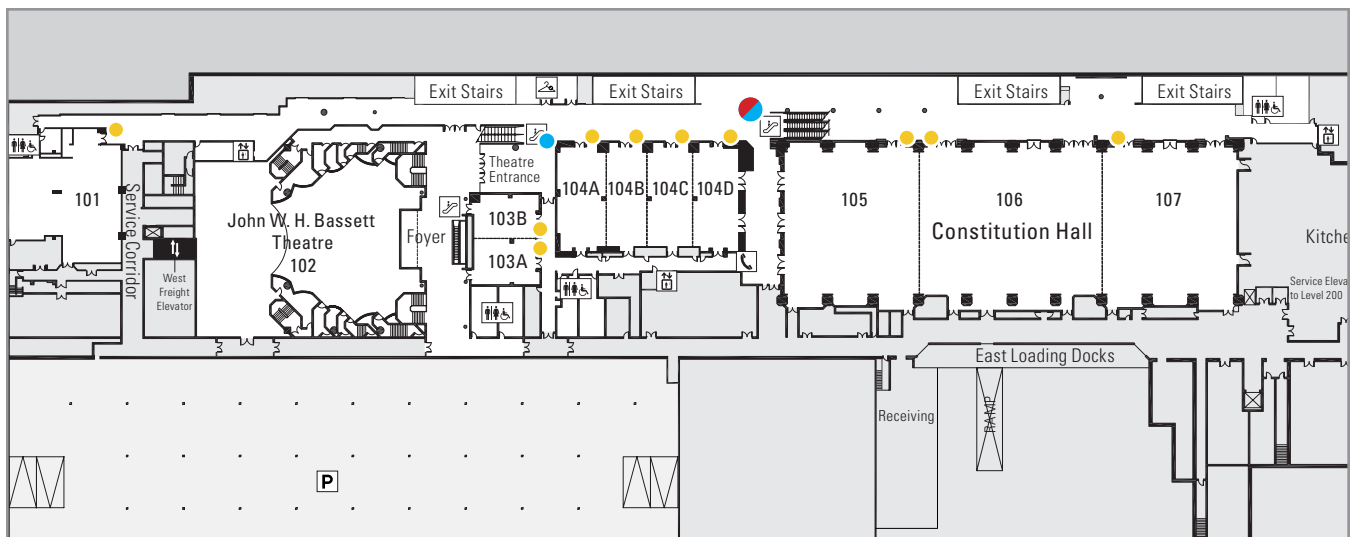 Exit Stairs
Exit Stairs
Exit Stairs
Exit Stairs
Theatre
Entrance
101
Service Corridor
John W. H. Bassett
Theatre
102
Foyer
103B
103A
104A
104B
104C
104D
105
106
107
Constitution Hall
Kitche
West
Freight
Elevator
Service Eleva
to Level 200
East Loading Docks
Receiving
RAMP
P